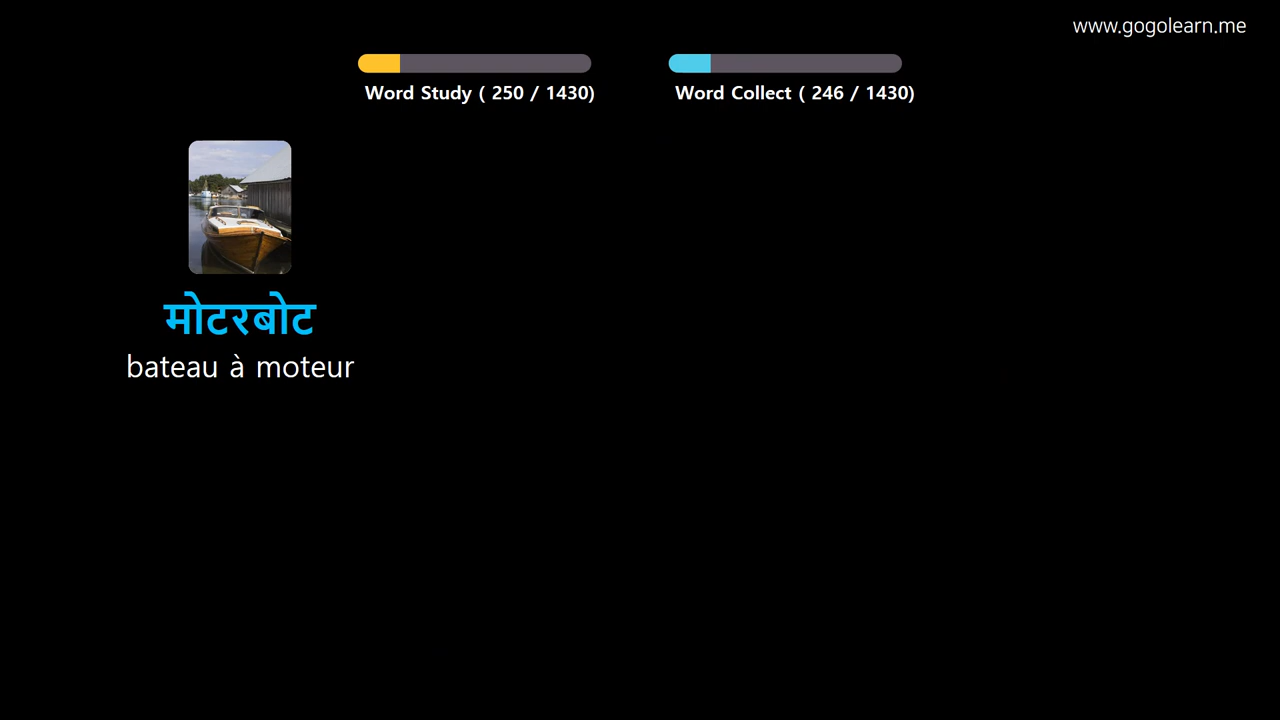 www.gogolearn.me
Word Study ( 250 / 1430)
Word Collect ( 246 / 1430)
मोटरबोट
bateau à moteur